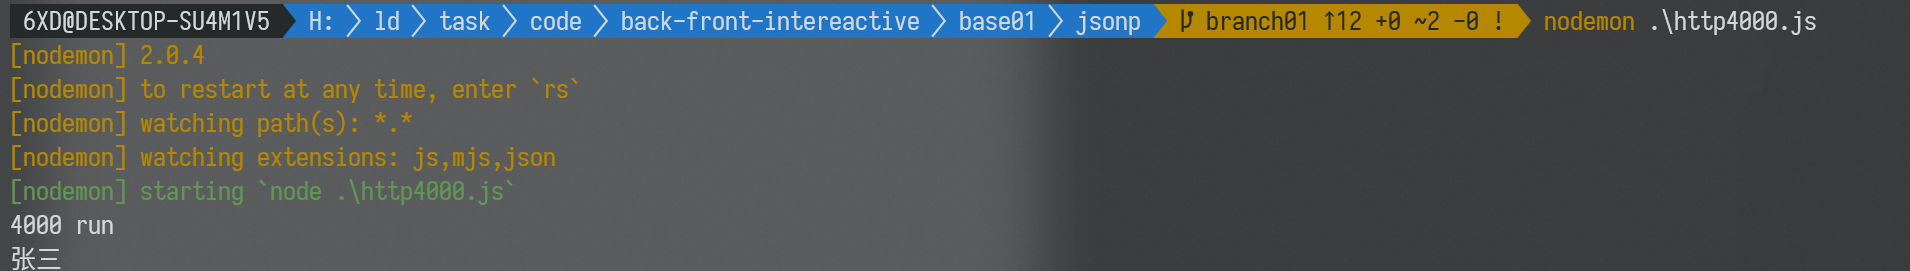 6XD@DESKTOP-SU4M1V5 H: ld task code back-front-intereactive base01 jsonp branch01 ↑12 +0 ~2 -0 ! nodemon .\http4000.js
[nodemon] 2.0.4
[nodemon] to restart at any time, enter `rs`
[nodemon] watching path(s): *.*
[nodemon] watching extensions: js,mjs,json
[nodemon] starting `node .\http4000.js`
4000 run
张三